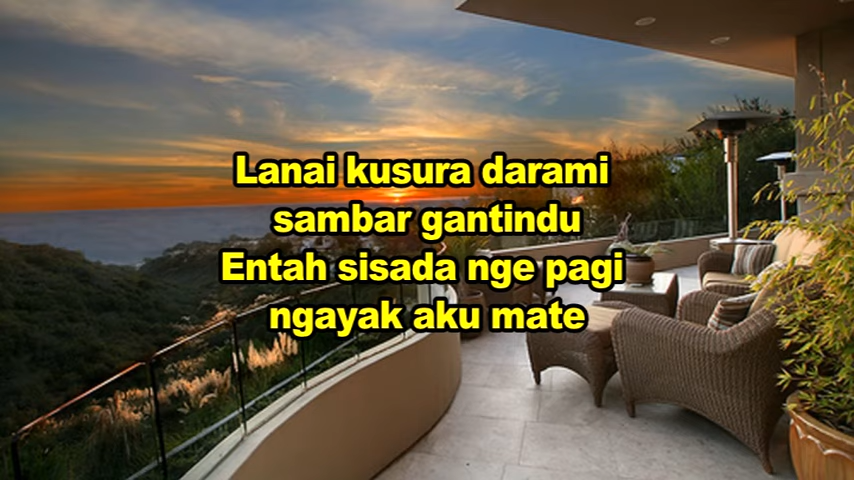 Lanai kusura darami
sambar gantindu
Entah sisada nge pagi
ngayak aku mate